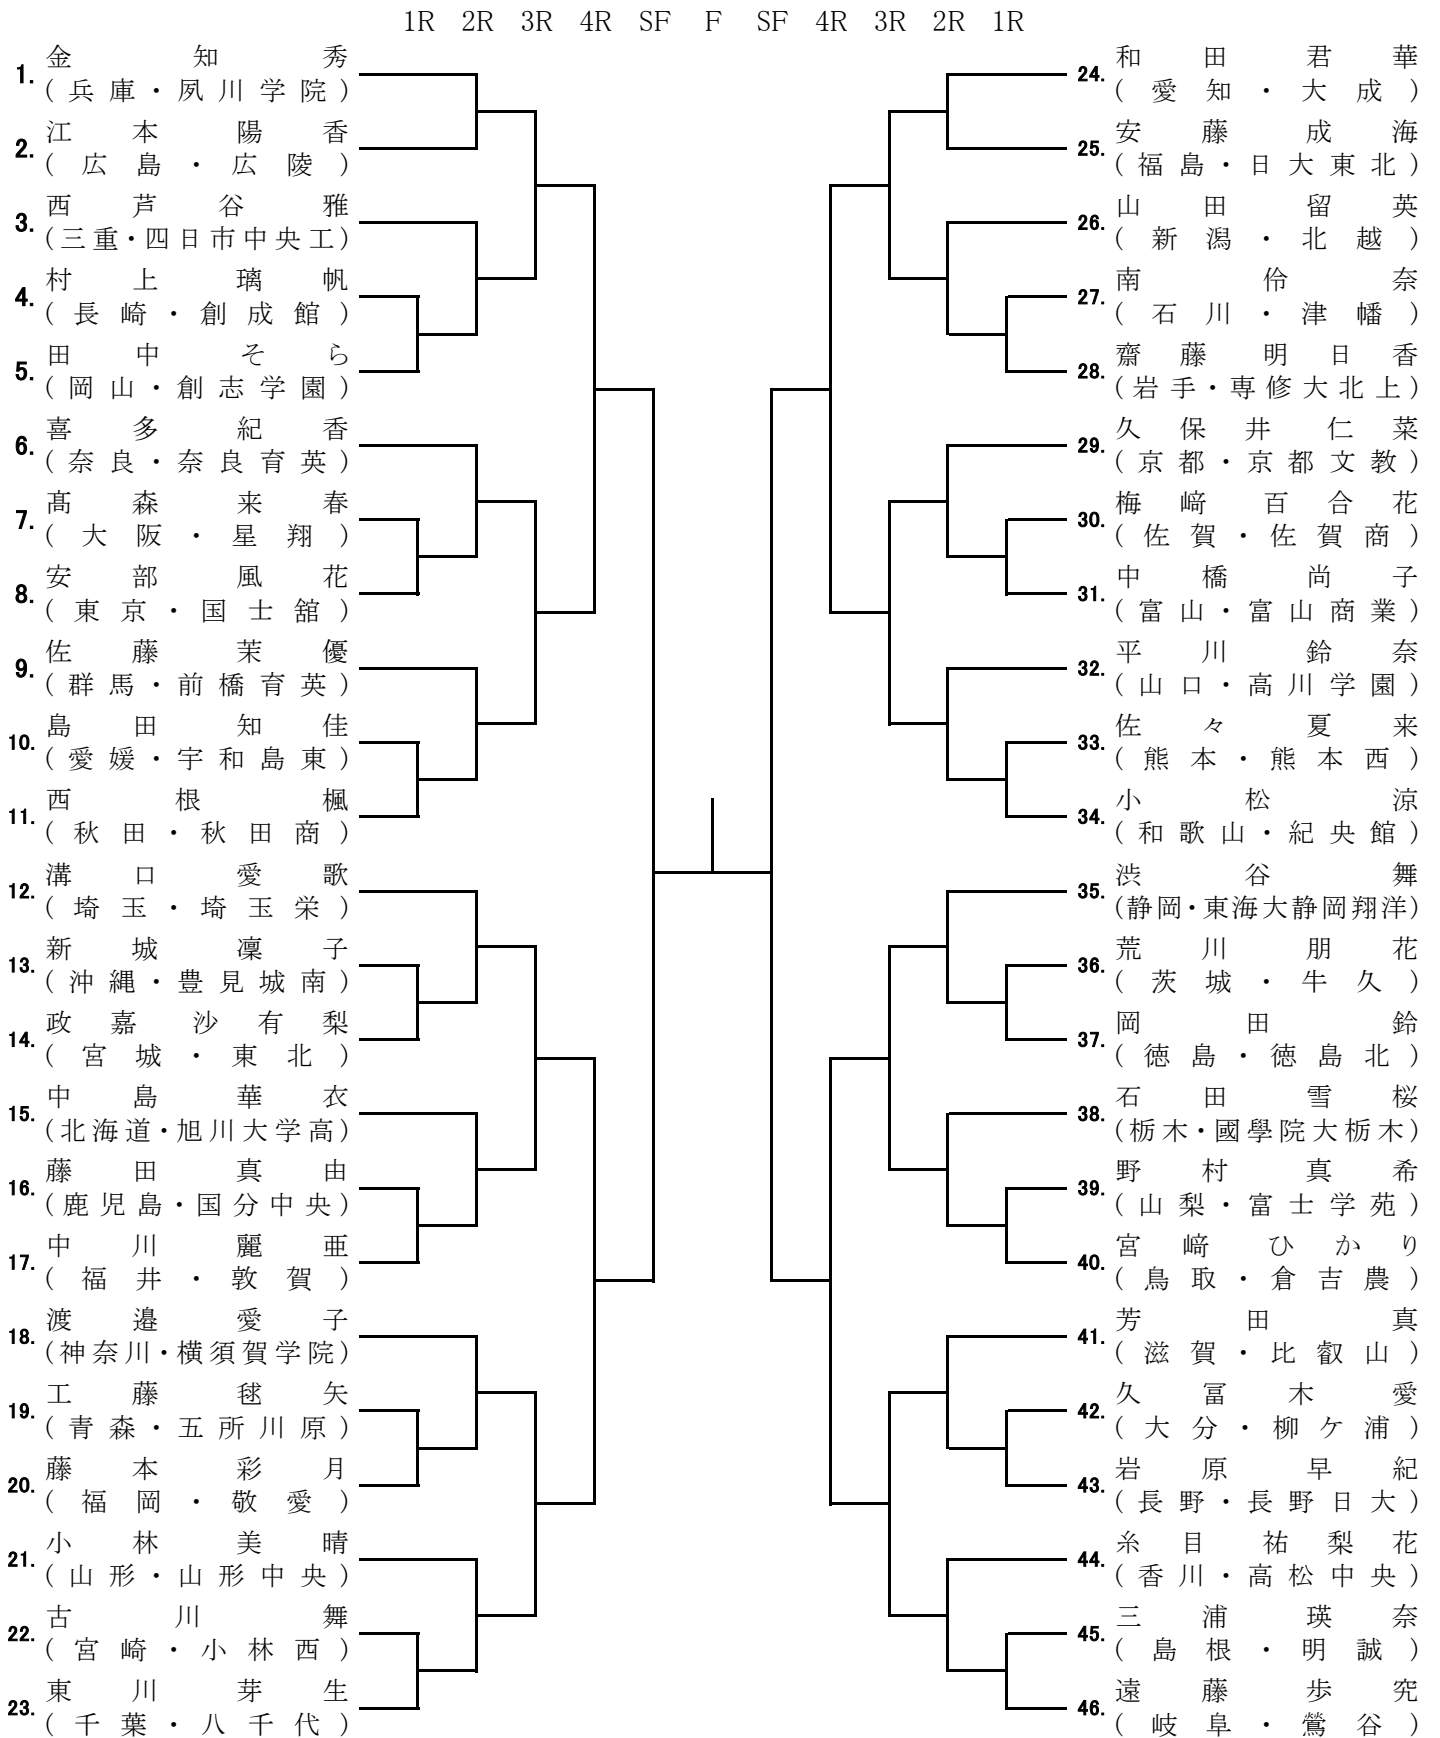 1R 2R 3R 4R SF F SF 4R 3R 2R 1R
1. 金知秀
(兵庫・夙川学院)
2. 江本陽香
(広島・広陵)
3. 西芦谷雅
(三重・四日市中央工)
4. 村上璃帆
(長崎・創成館)
5. 田中そら
(岡山・創志学園)
6. 喜多紀香
(奈良・奈良育英)
7. 髙森来春
(大阪・星翔)
8. 安部風花
(東京・国士舘)
9. 佐藤茉優
(群馬・前橋育英)
10. 島田知佳
(愛媛・宇和島東)
11. 西根楓
(秋田・秋田商)
12. 溝口愛歌
(埼玉・埼玉栄)
13. 新城凜子
(沖縄・豊見城南)
14. 政嘉沙有梨
(宮城・東北)
15. 中島華衣
(北海道・旭川大学高)
16. 藤田真由
(鹿児島・国分中央)
17. 中川麗亜
(福井・敦賀)
18. 渡邉愛子
(神奈川・横須賀学院)
19. 工藤毬矢
(青森・五所川原)
20. 藤本彩月
(福岡・敬愛)
21. 小林美晴
(山形・山形中央)
22. 古川舞
(宮崎・小林西)
23. 東川芽生
(千葉・八千代)
24. 和田君華
(愛知・大成)
25. 安藤成海
(福島・日大東北)
26. 山田留英
(新潟・北越)
27. 南伶奈
(石川・津幡)
28. 齋藤明日香
(岩手・専修大北上)
29. 久保井仁菜
(京都・京都文教)
30. 梅﨑百合花
(佐賀・佐賀商)
31. 中橋尚子
(富山・富山商業)
32. 平川鈴奈
(山口・高川学園)
33. 佐々夏来
(熊本・熊本西)
34. 小松涼
(和歌山・紀央館)
35. 渋谷舞
(静岡・東海大静岡翔洋)
36. 荒川朋花
(茨城・牛久)
37. 岡田鈴
(徳島・徳島北)
38. 石田雪桜
(栃木・國學院大栃木)
39. 野村真希
(山梨・富士学苑)
40. 宮﨑ひかり
(鳥取・倉吉農)
41. 芳田真
(滋賀・比叡山)
42. 久冨木愛
(大分・柳ケ浦)
43. 岩原早紀
(長野・長野日大)
44. 糸目祐梨花
(香川・高松中央)
45. 三浦瑛奈
(島根・明誠)
46. 遠藤歩究
(岐阜・鶯谷)